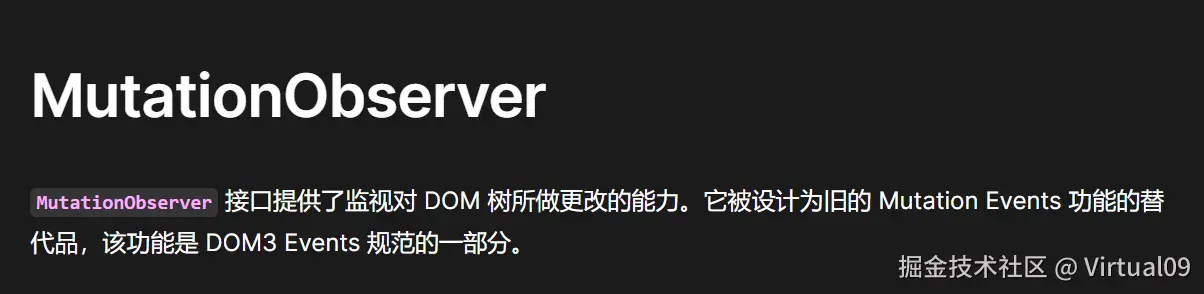 MutationObserver
MutationObserver 接口提供了监视对 DOM 树所做更改的能力。它被设计为旧的 Mutation Events 功能的替
代品，该功能是 DOM3 Events 规范的一部分。
掘金技术社区 @ Virtual09